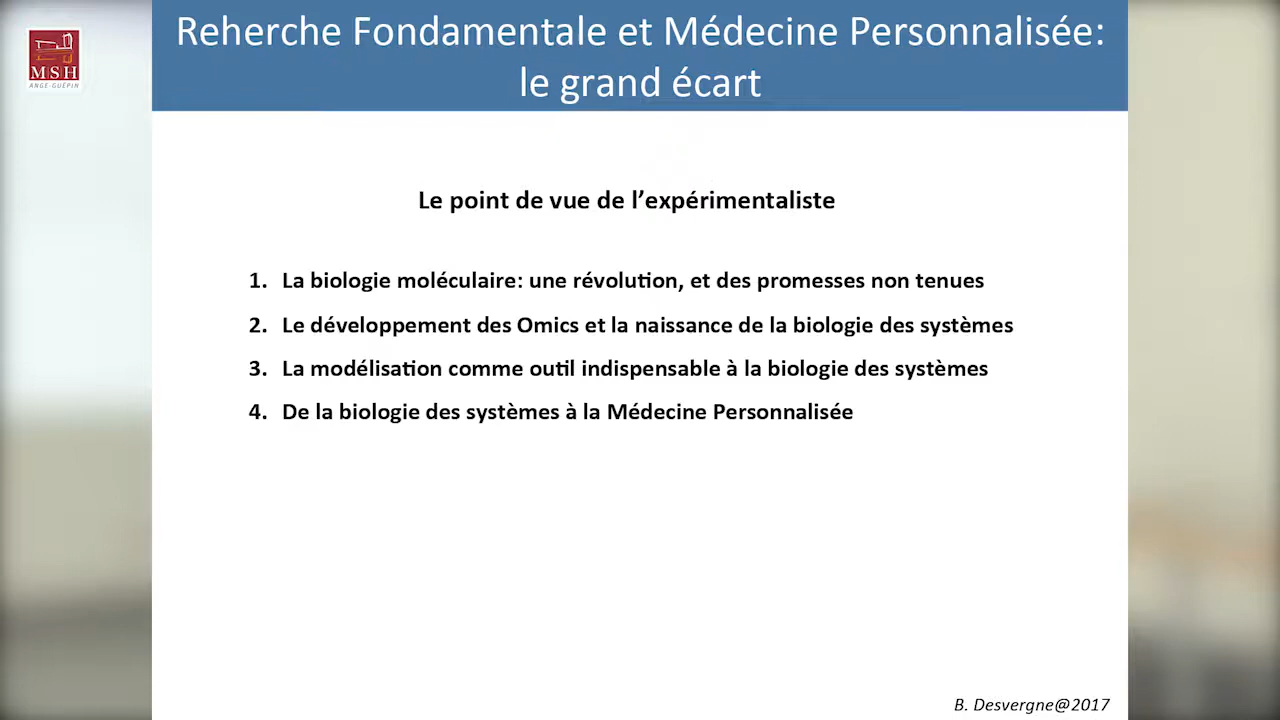 Reherche Fondamentale et Médecine Personnalisée:
le grand écart
MSH
ANGE-GUÉPIN
Le point de vue de l’expérimentaliste
1. La biologie moléculaire: une révolution, et des promesses non tenues
2. Le développement des Omics et la naissance de la biologie des systèmes
3. La modélisation comme outil indispensable à la biologie des systèmes
4. De la biologie des systèmes à la Médecine Personnalisée
B. Desvergne@2017